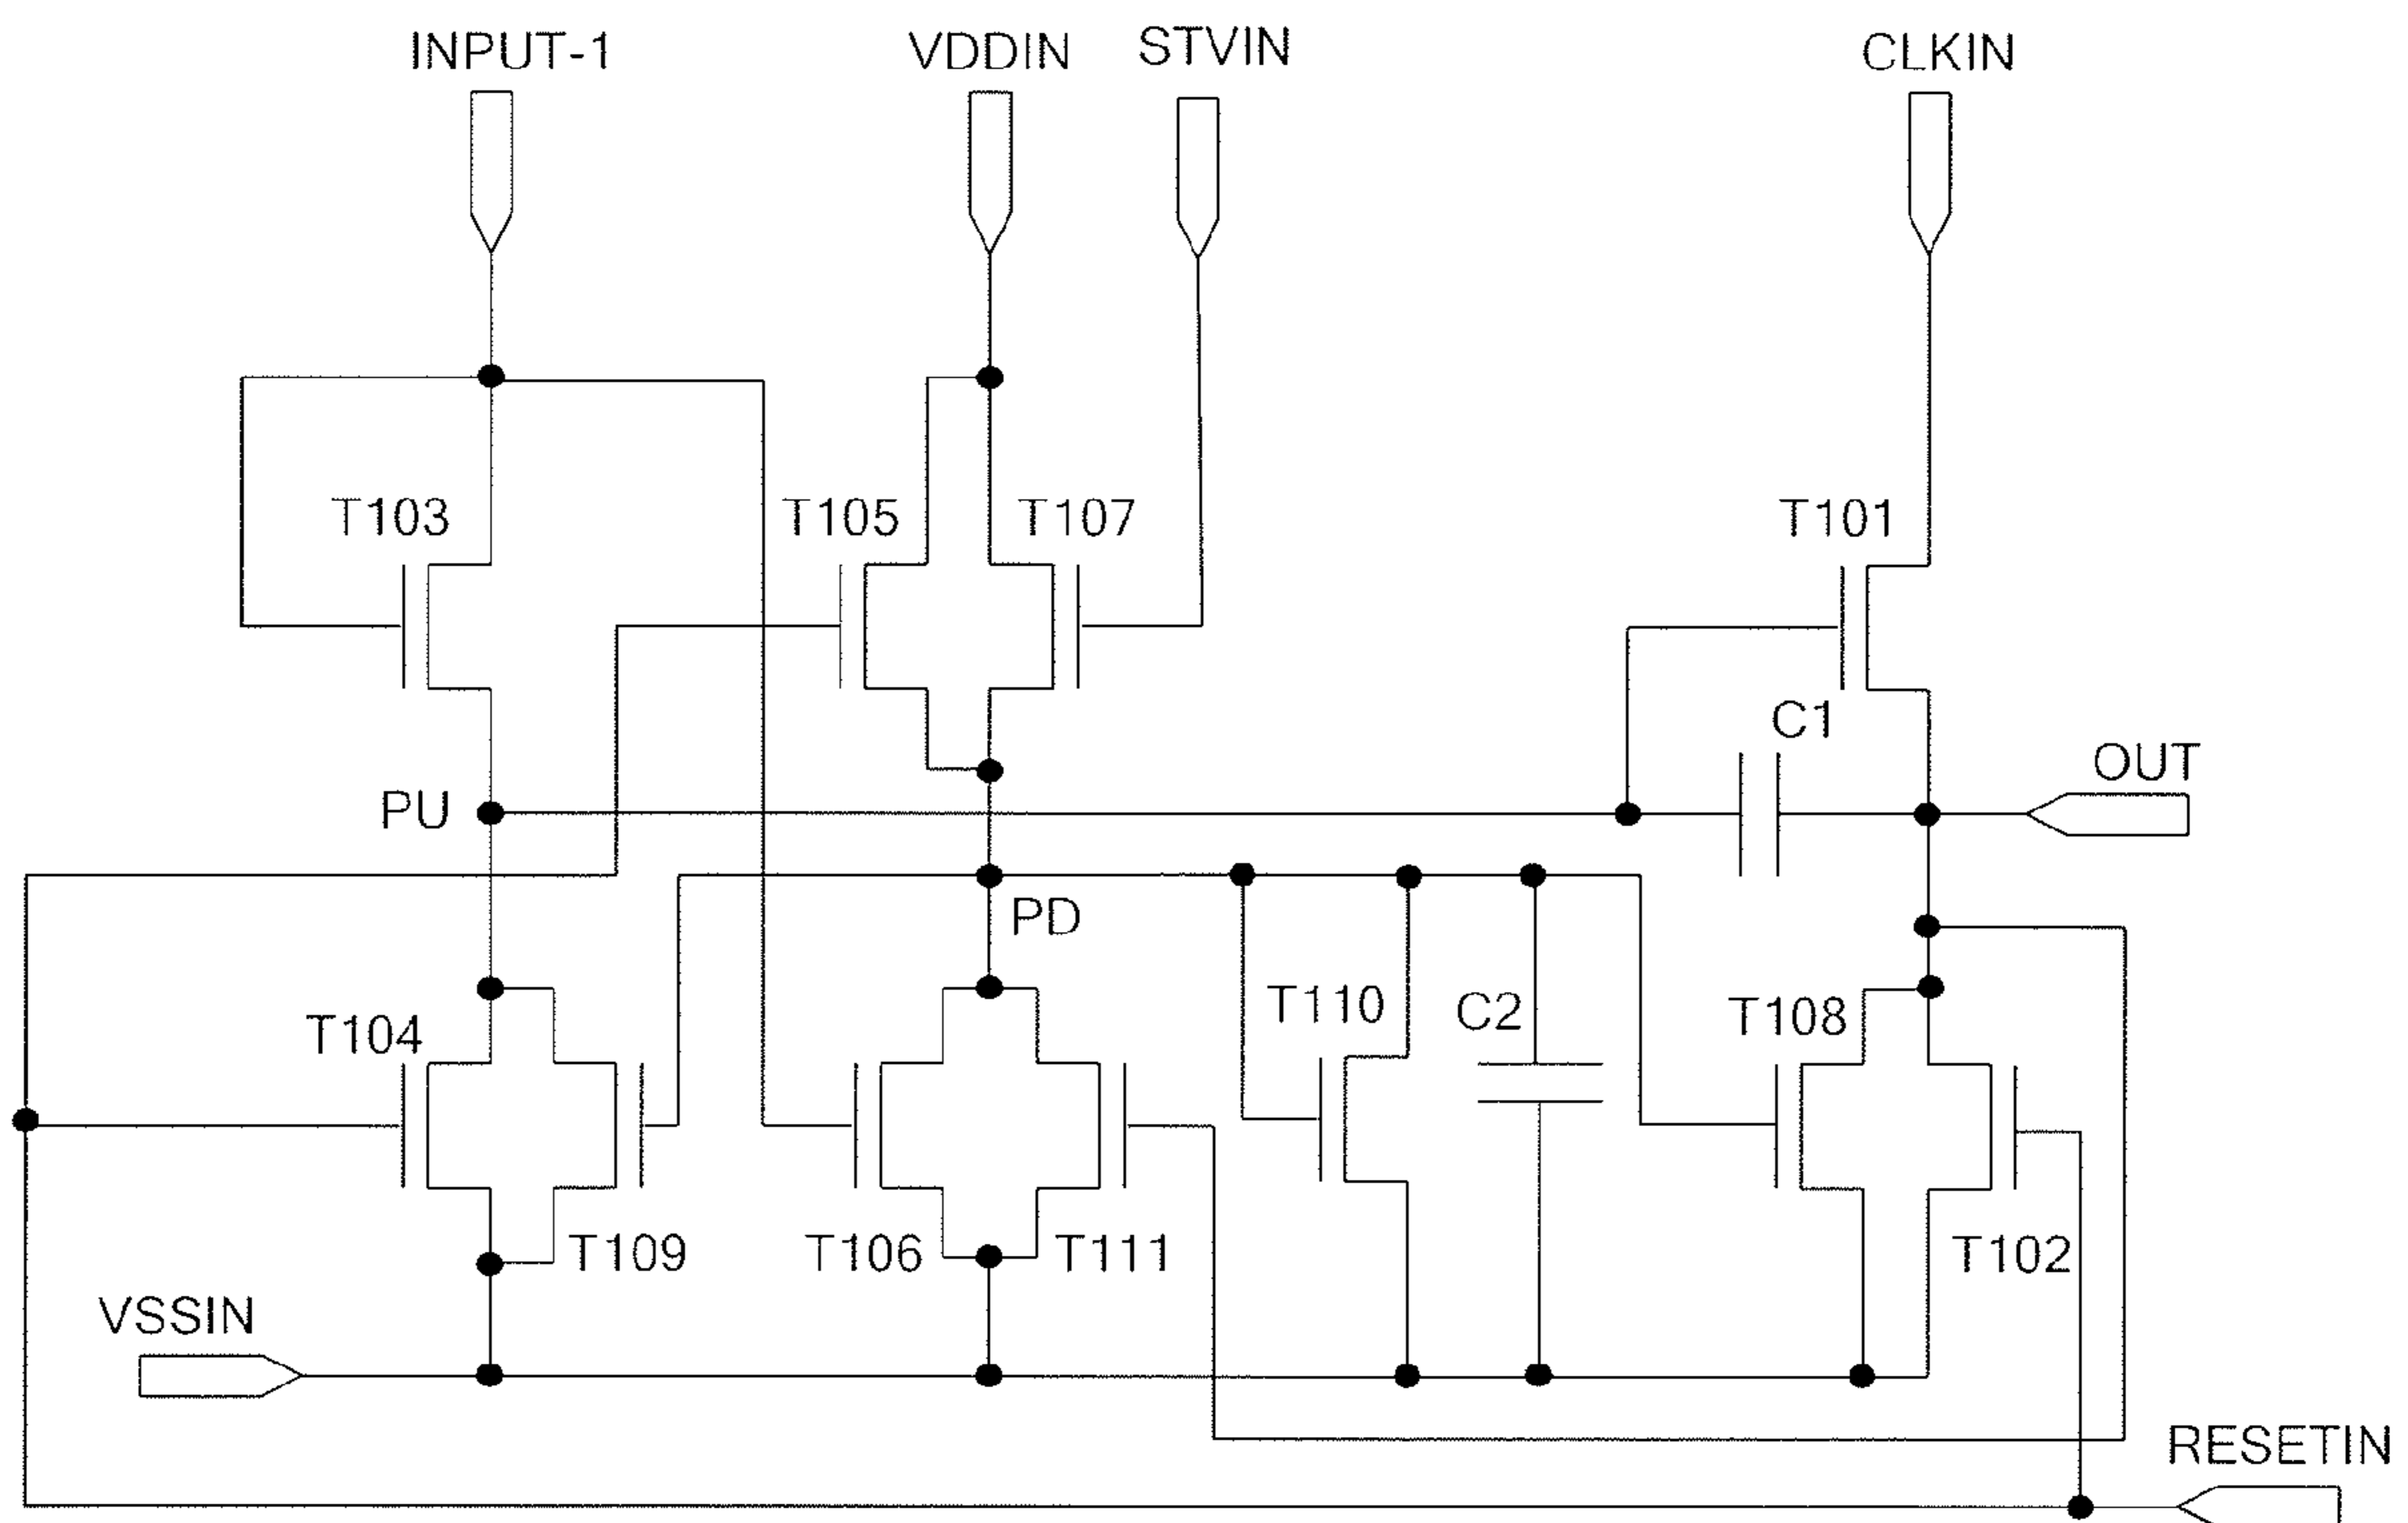 INPUT-1
VDDIN
STVIN
CLKIN
T103
T105
T107
T101
C1
OUT
PU
PD
T110
C2
T108
T104
T109
T106
T111
T102
VSSIN
RESETIN